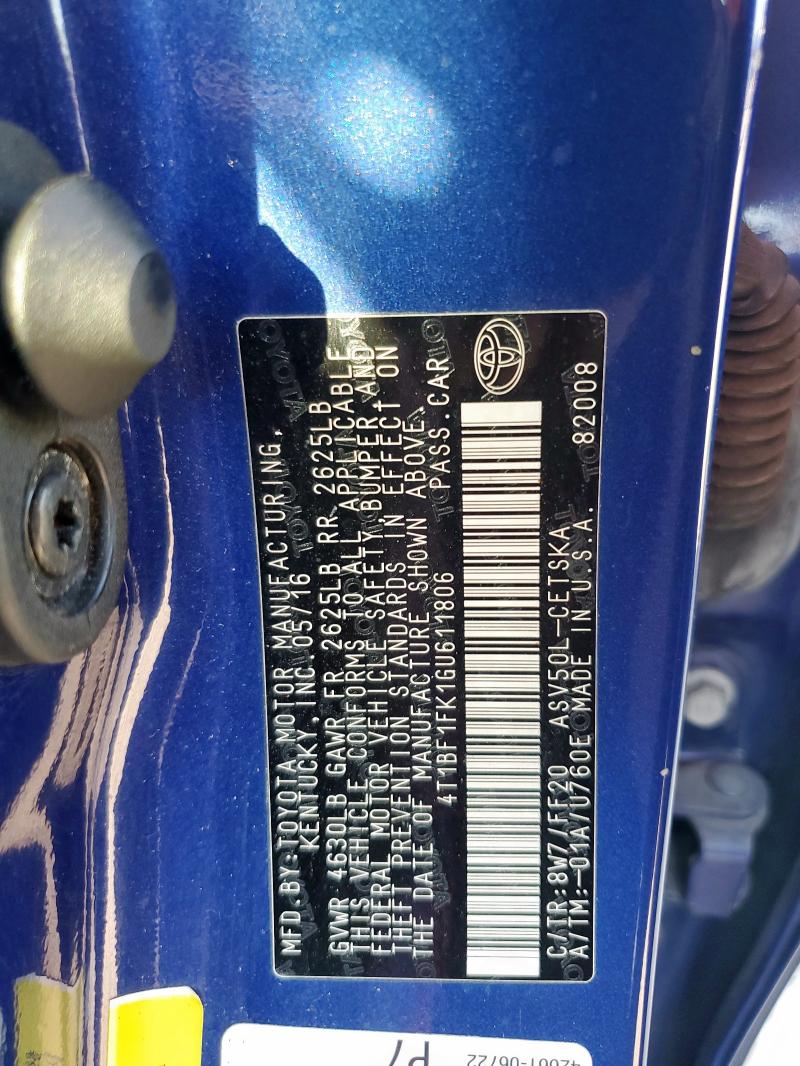 MFD.BY:TOYOTA MOTOR MANUFACTURING,
KENTUCKY, INC 05/16
GVWR 4630LB GAWR FR 2625LB RR 2625LB
THIS VEHICLE CONFORMS TO ALL APPLICABLE
FEDERAL MOTOR VEHICLE SAFETY,BUMPER,AND
THEFT PREVENTION STANDARDS IN EFFECT ON
THE DATE OF MANUFACTURE SHOWN ABOVE.
4T1BF1FK1GU611806 PASS.CAR
C/TR:8W7/FF20 ASV50L-CETSKA
A/TM:-01A/U760E MADE IN U.S.A. 82008
42661-06722